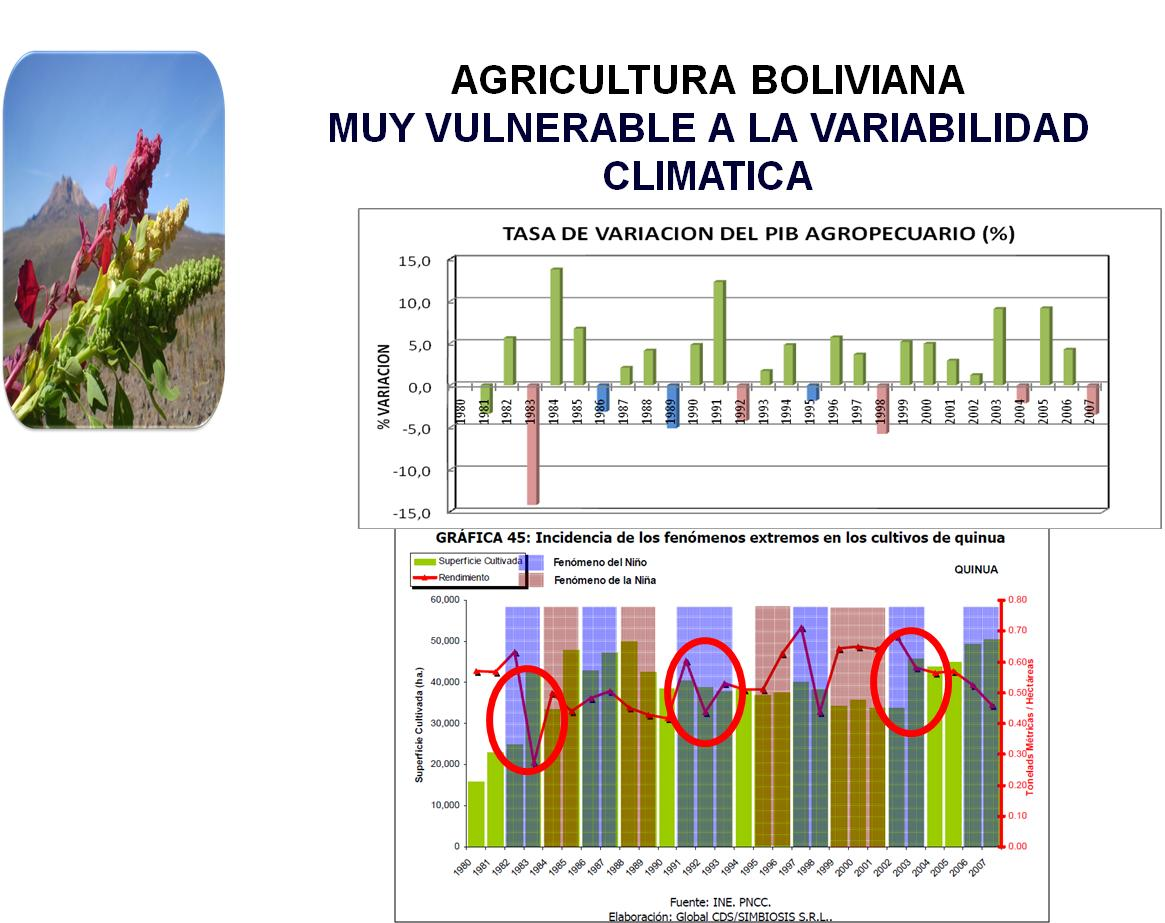 AGRICULTURA BOLIVIANA
MUY VULNERABLE A LA VARIABILIDAD
CLIMATICA
TASA DE VARIACION DEL PIB AGROPECUARIO (%)
% VARIACION
15,0
10,0
5,0
0,0
-5,0
-10,0
-15,0
1980 1981 1982 1983 1984 1985 1986 1987 1988 1989 1990 1991 1992 1993 1994 1995 1996 1997 1998 1999 2000 2001 2002 2003 2004 2005 2006 2007
GRÁFICA 45: Incidencia de los fenómenos extremos en los cultivos de quinua
Superficie Cultivada
Rendimiento
Fenómeno del Niño
Fenómeno de la Niña
QUINUA
Superficie Cultivada (ha.)
60,000
50,000
40,000
30,000
20,000
10,000
0
0.80
0.70
0.60
0.50
0.40
0.30
0.20
0.10
0.00
Tonelads Métricas / Hectáreas
1980 1981 1982 1983 1984 1985 1986 1987 1988 1989 1990 1991 1992 1993 1994 1995 1996 1997 1998 1999 2000 2001 2002 2003 2004 2005 2006 2007
Fuente: INE. PNCC.
Elaboración: Global CDS/SIMBIOSIS S.R.L..